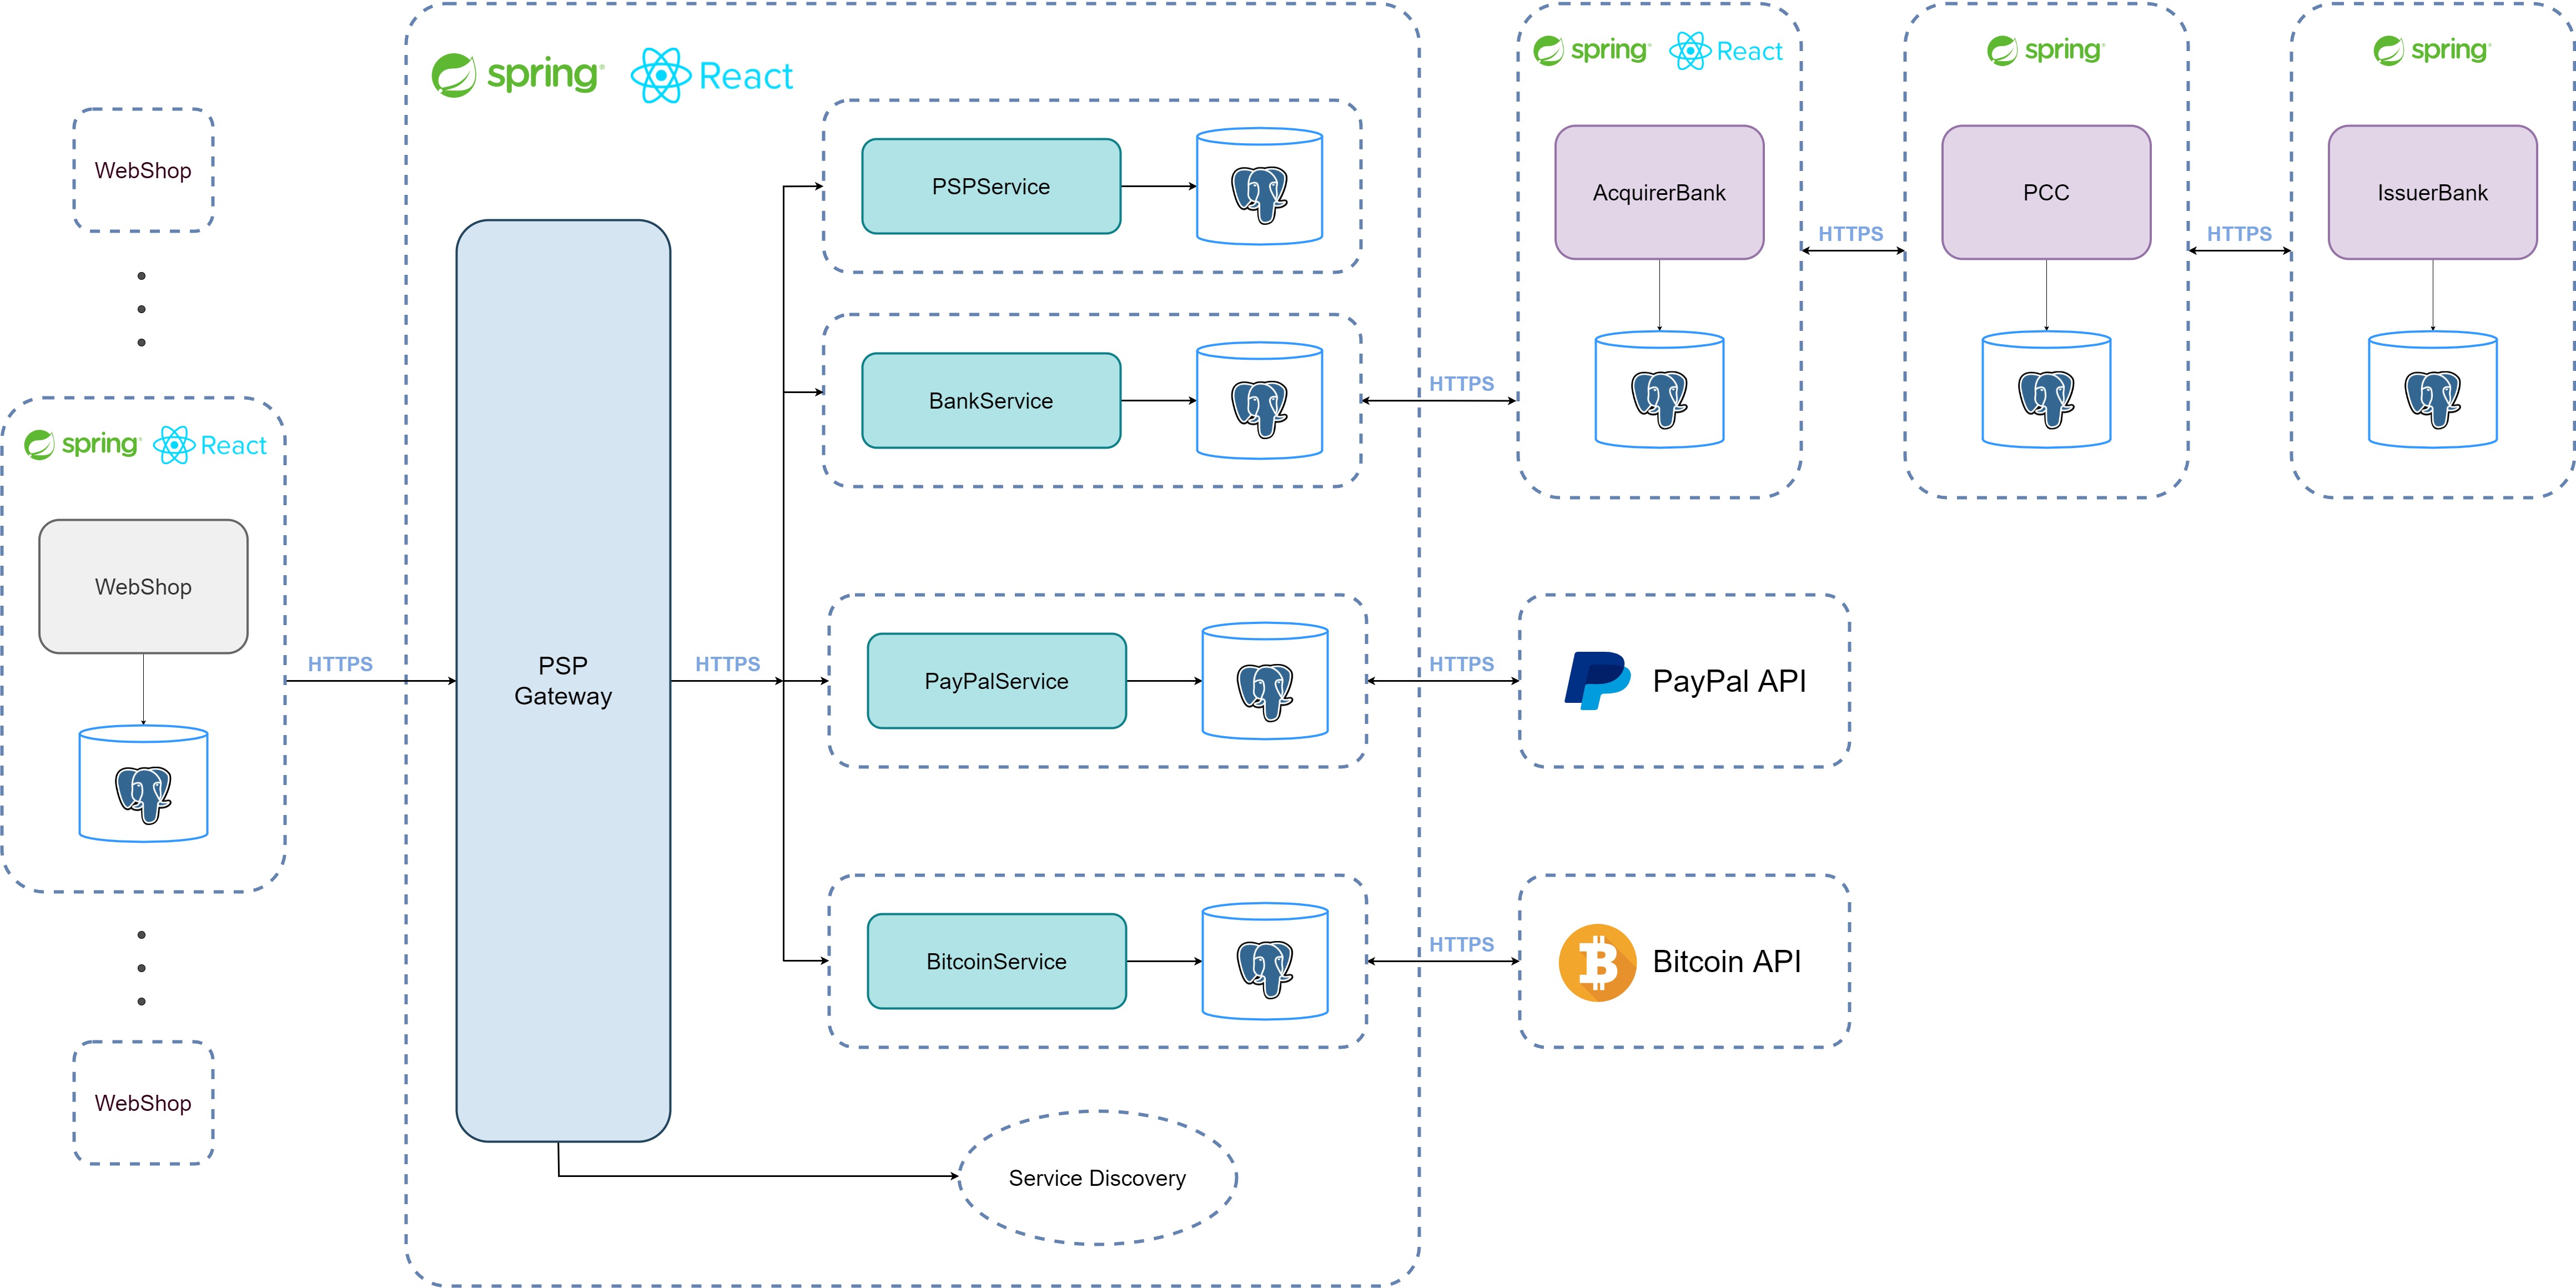 WebShop
spring
React
WebShop
WebShop
HTTPS
spring
React
PSP
Gateway
HTTPS
PSPService
BankService
PayPalService
BitcoinService
Service Discovery
HTTPS
HTTPS
HTTPS
spring
React
AcquirerBank
HTTPS
spring
PCC
HTTPS
spring
IssuerBank
PayPal API
Bitcoin API